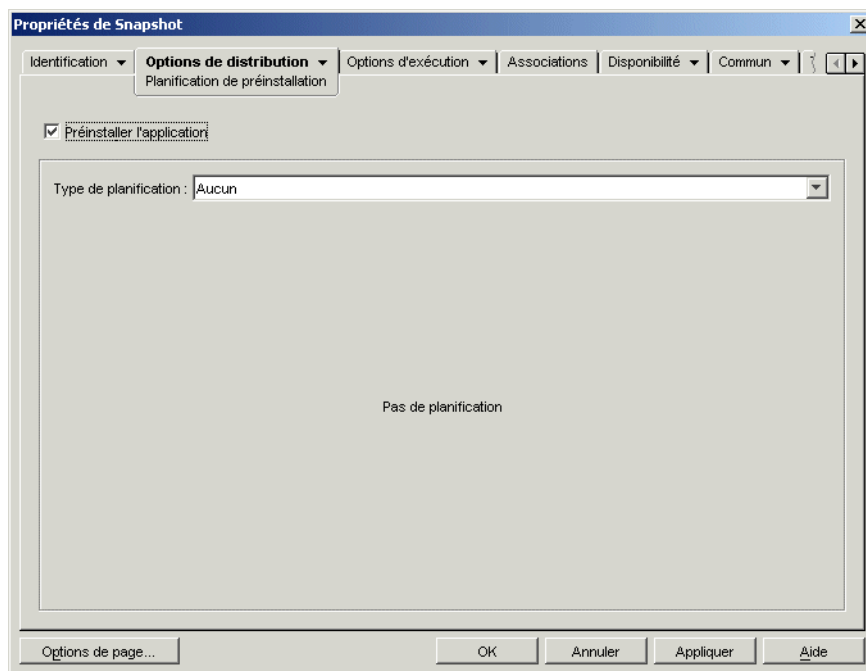 Propriétés de Snapshot
Identification Options de distribution Options d'exécution Associations Disponibilité Commun
Planification de préinstallation
Préinstaller l'application
Type de planification : Aucun
Pas de planification
Options de page... OK Annuler Appliquer Aide